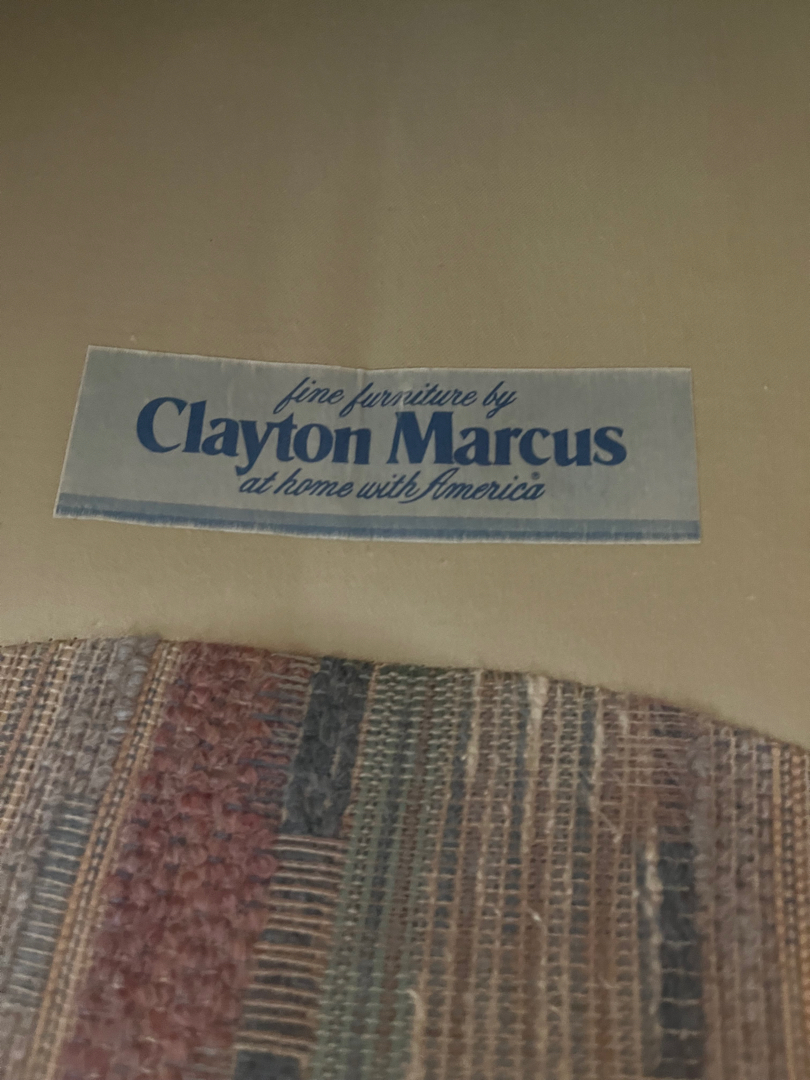 fine furniture by
Clayton Marcus
at home with America®